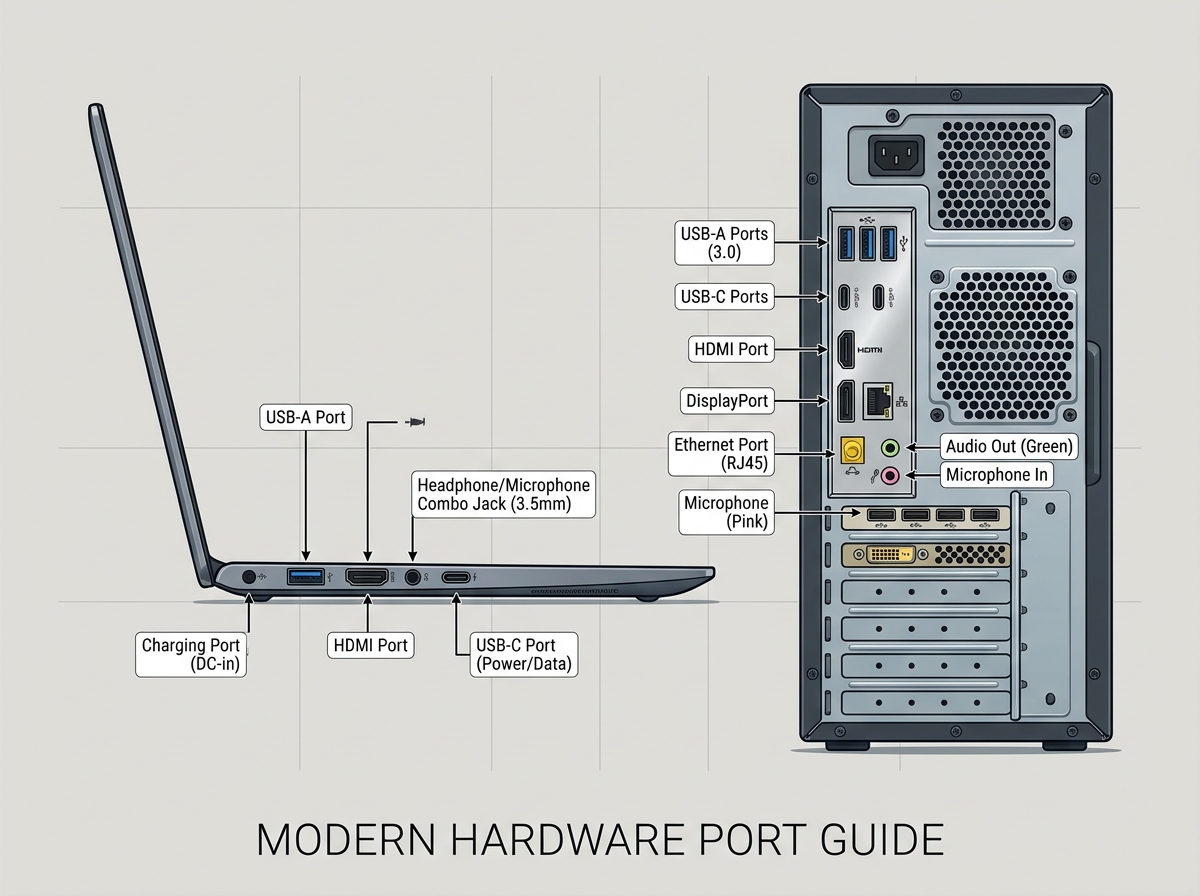 USB-A Ports
(3.0)
USB-C Ports
HDMI Port
HDMI
DisplayPort
USB-A Port
Ethernet Port
(RJ45)
Audio Out (Green)
Microphone In
Headphone/Microphone
Combo Jack (3.5mm)
Microphone
(Pink)
Charging Port
(DC-in)
HDMI Port
USB-C Port
(Power/Data)
MODERN HARDWARE PORT GUIDE